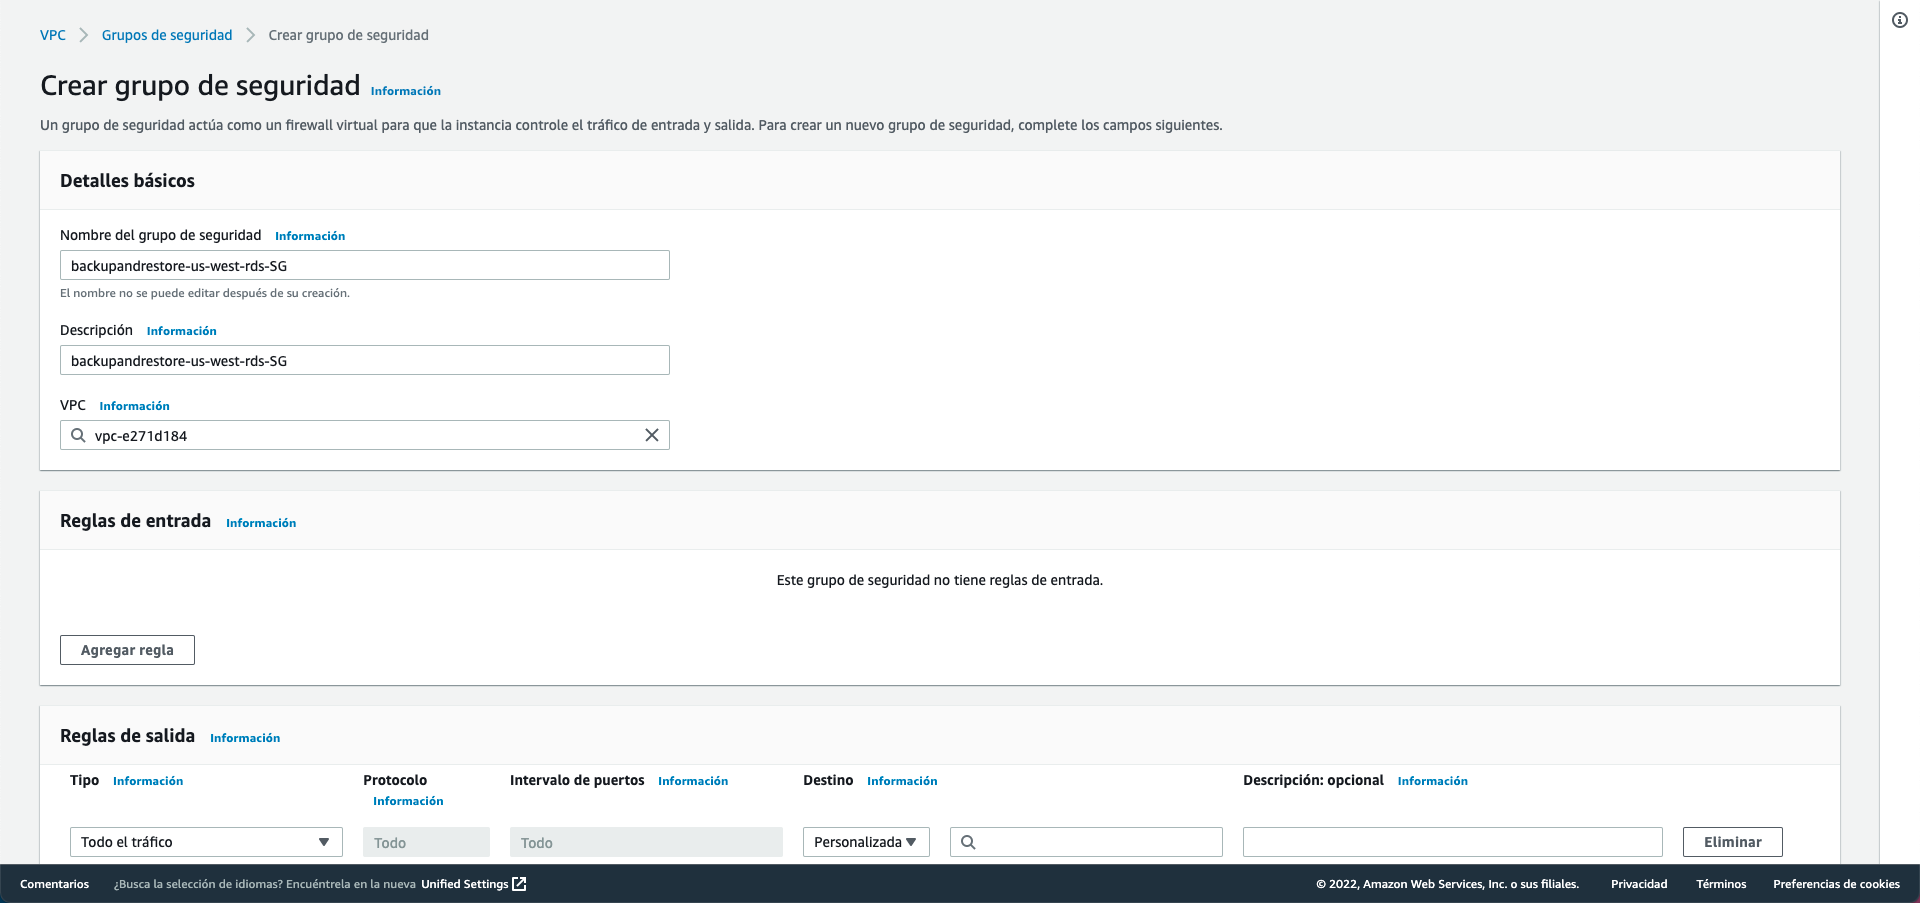 VPC > Grupos de seguridad > Crear grupo de seguridad
Crear grupo de seguridad Información
Un grupo de seguridad actúa como un firewall virtual para que la instancia controle el tráfico de entrada y salida. Para crear un nuevo grupo de seguridad, complete los campos siguientes.
Detalles básicos
Nombre del grupo de seguridad Información
backupandrestore-us-west-rds-SG
El nombre no se puede editar después de su creación.
Descripción Información
backupandrestore-us-west-rds-SG
VPC Información
vpc-e271d184
Reglas de entrada Información
Este grupo de seguridad no tiene reglas de entrada.
Agregar regla
Reglas de salida Información
Tipo Información Protocolo Información Intervalo de puertos Información Destino Información Descripción: opcional Información
Todo el tráfico Todo Todo Personalizada Eliminar
Comentarios ¿Busca la selección de idiomas? Encuéntrela en la nueva Unified Settings © 2022, Amazon Web Services, Inc. o sus filiales. Privacidad Términos Preferencias de cookies